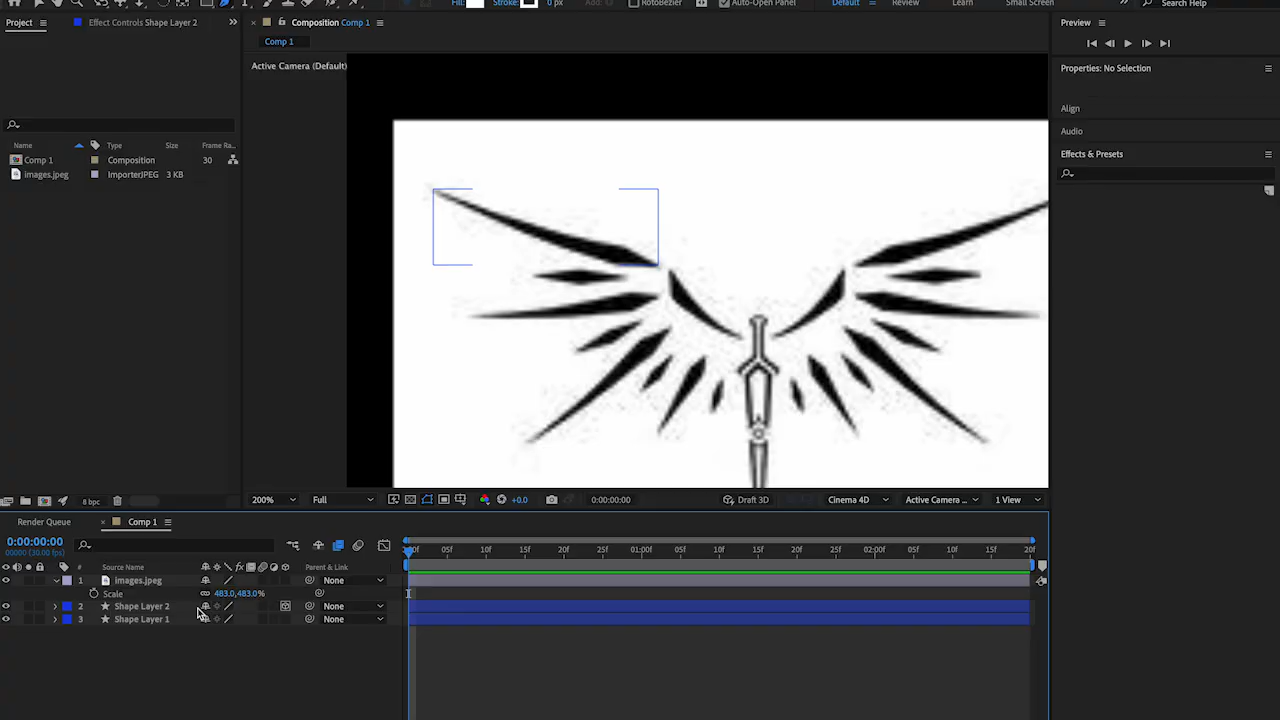 Fill: Stroke: 0 px Add: RotoBezier Auto-Open Panel Default Review Learn Small Screen Search Help
Project Effect Controls Shape Layer 2 Composition Comp 1 Preview
Comp 1
Active Camera (Default)
Properties: No Selection
Align
Audio
Effects & Presets
Name Type Size Frame Ra...
Comp 1 Composition 30
images.jpeg ImporterJPEG 3 KB
8 bpc 200% Full +0.0 0:00:00:00 Draft 3D Cinema 4D Active Camera ... 1 View
Render Queue Comp 1
0:00:00:00
00000 (30.00 fps)
05f 10f 15f 20f 25f 01:00f 05f 10f 15f 20f 25f 02:00f 05f 10f 15f 20f
# Source Name fx Parent & Link
1 images.jpg None
Scale 483.0,483.0%
2 Shape Layer 2 None
3 Shape Layer 1 None